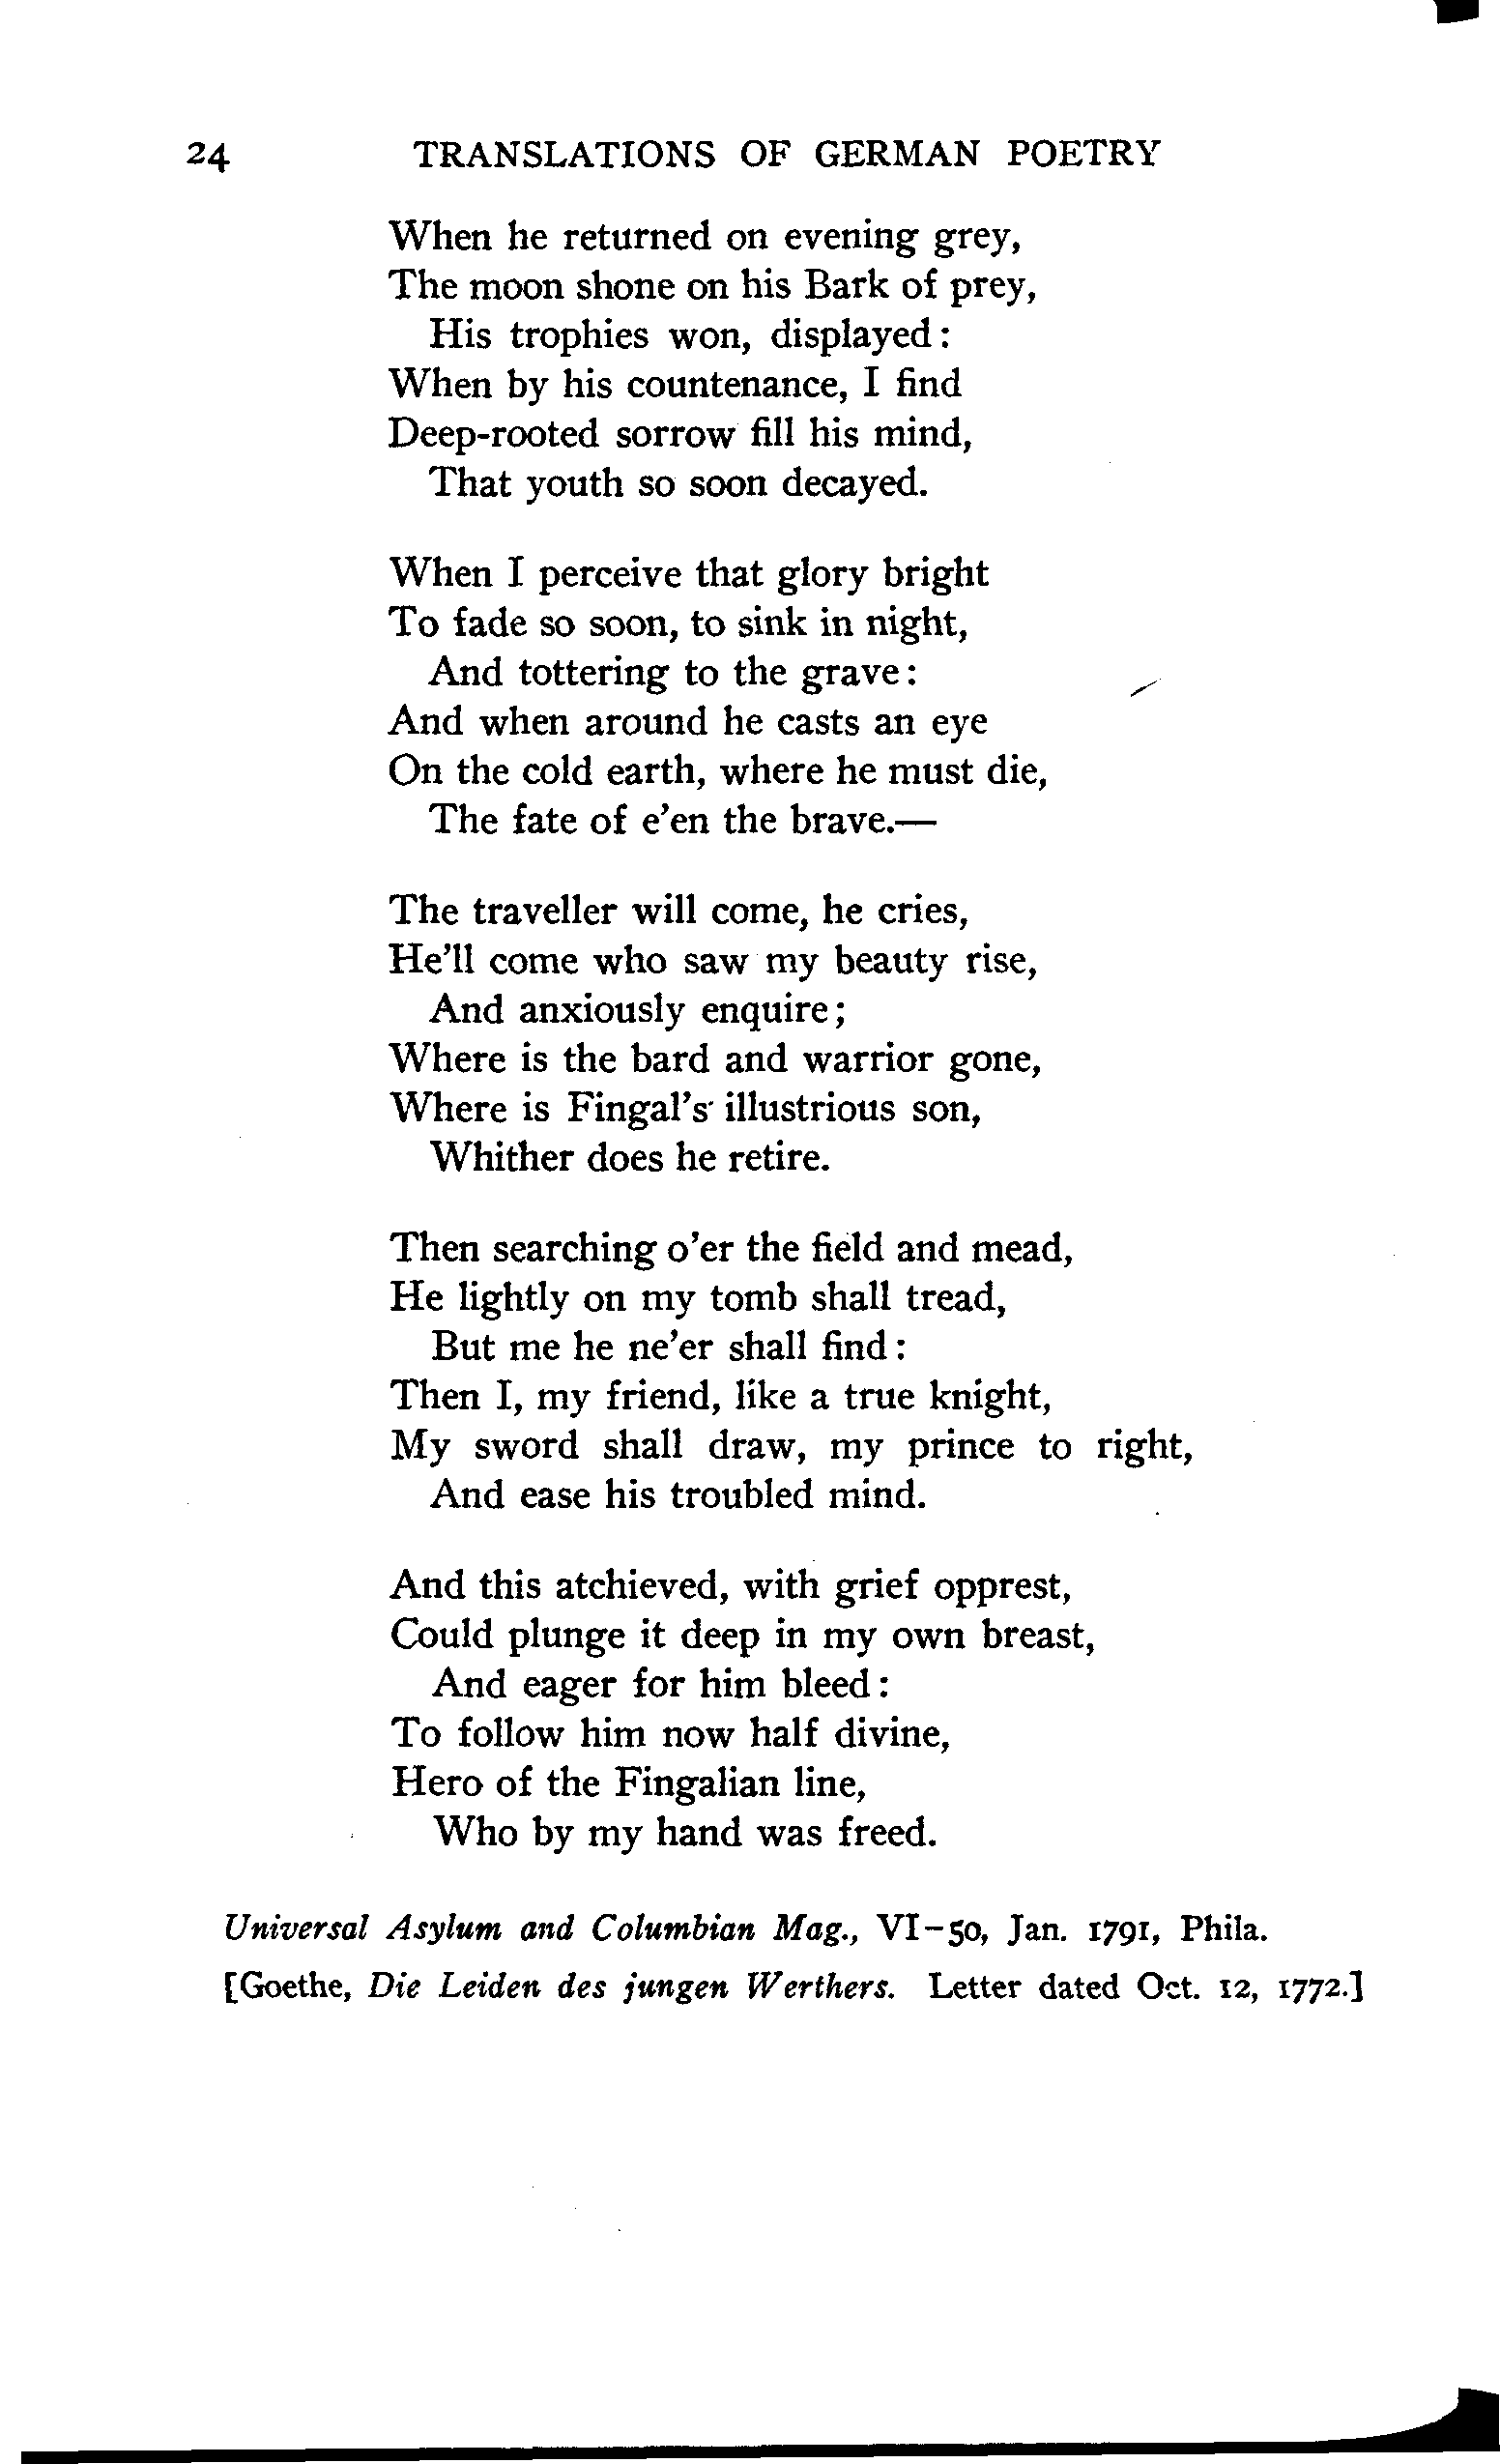 24 TRANSLATIONS OF GERMAN POETRY
When he returned on evening grey,
The moon shone on his Bark of prey,
His trophies won, displayed:
When by his countenance, I find
Deep-rooted sorrow fill his mind,
That youth so soon decayed.
When I perceive that glory bright
To fade so soon, to sink in night,
And tottering to the grave:
And when around he casts an eye
On the cold earth, where he must die,
The fate of e'en the brave.—
The traveller will come, he cries,
He'll come who saw my beauty rise,
And anxiously enquire;
Where is the bard and warrior gone,
Where is Fingal's illustrious son,
Whither does he retire.
Then searching o'er the field and mead,
He lightly on my tomb shall tread,
But me he ne'er shall find:
Then I, my friend, like a true knight,
My sword shall draw, my prince to right,
And ease his troubled mind.
And this atchieved, with grief opprest,
Could plunge it deep in my own breast,
And eager for him bleed:
To follow him now half divine,
Hero of the Fingalian line,
Who by my hand was freed.
Universal Asylum and Columbian Mag., VI-50, Jan. 1791, Phila.
[Goethe, Die Leiden des jungen Werthers. Letter dated Oct. 12, 1772.]